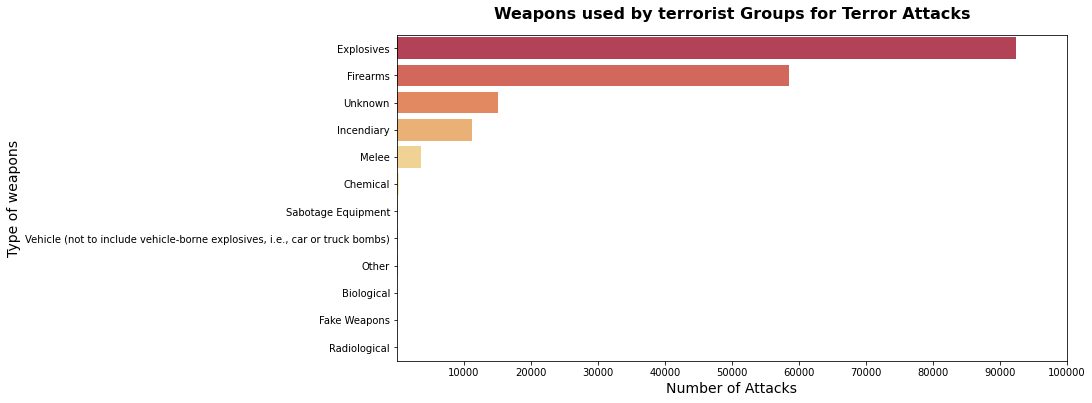 Weapons used by terrorist Groups for Terror Attacks
Type of weapons
Explosives
Firearms
Unknown
Incendiary
Melee
Chemical
Sabotage Equipment
Vehicle (not to include vehicle-borne explosives, i.e., car or truck bombs)
Other
Biological
Fake Weapons
Radiological
10000 20000 30000 40000 50000 60000 70000 80000 90000 100000
Number of Attacks